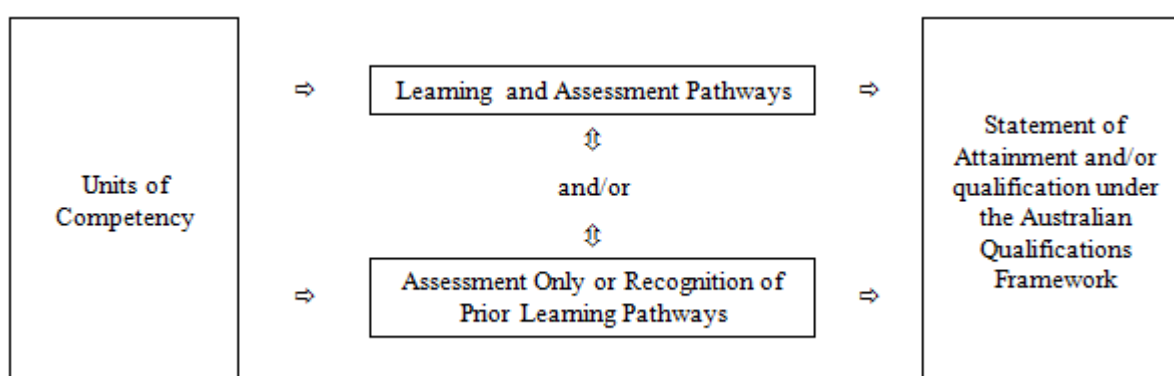 Units of
Competency
Learning and Assessment Pathways
and/or
Assessment Only or Recognition of
Prior Learning Pathways
Statement of
Attainment and/or
qualification under
the Australian
Qualifications
Framework